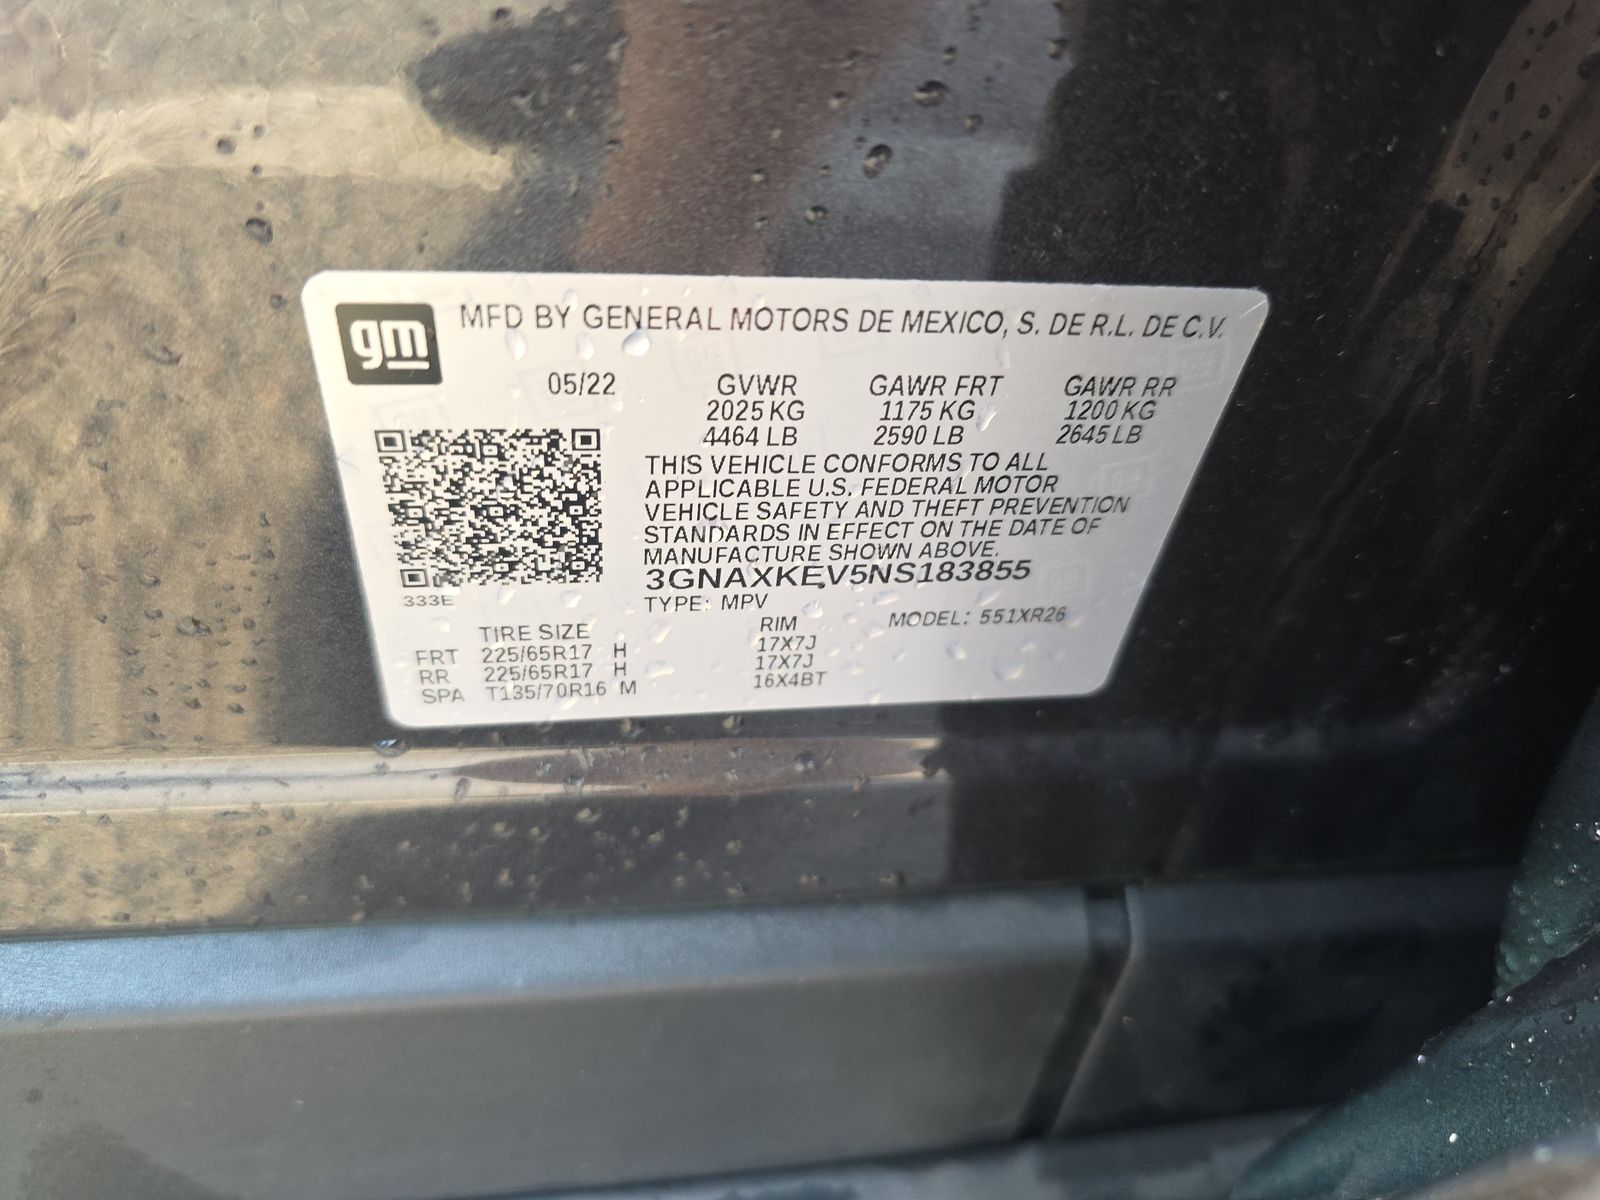 gm
MFD BY GENERAL MOTORS DE MEXICO, S. DE R.L. DE C.V.
05/22 GVWR GAWR FRT GAWR RR
2025 KG 1175 KG 1200 KG
4464 LB 2590 LB 2645 LB
THIS VEHICLE CONFORMS TO ALL
APPLICABLE U.S. FEDERAL MOTOR
VEHICLE SAFETY AND THEFT PREVENTION
STANDARDS IN EFFECT ON THE DATE OF
MANUFACTURE SHOWN ABOVE.
3GNAXKEV5NS183855
333E
TYPE: MPV MODEL: 551XR26
TIRE SIZE RIM
FRT 225/65R17 H 17X7J
RR 225/65R17 H 17X7J
SPA T135/70R16 M 16X4BT